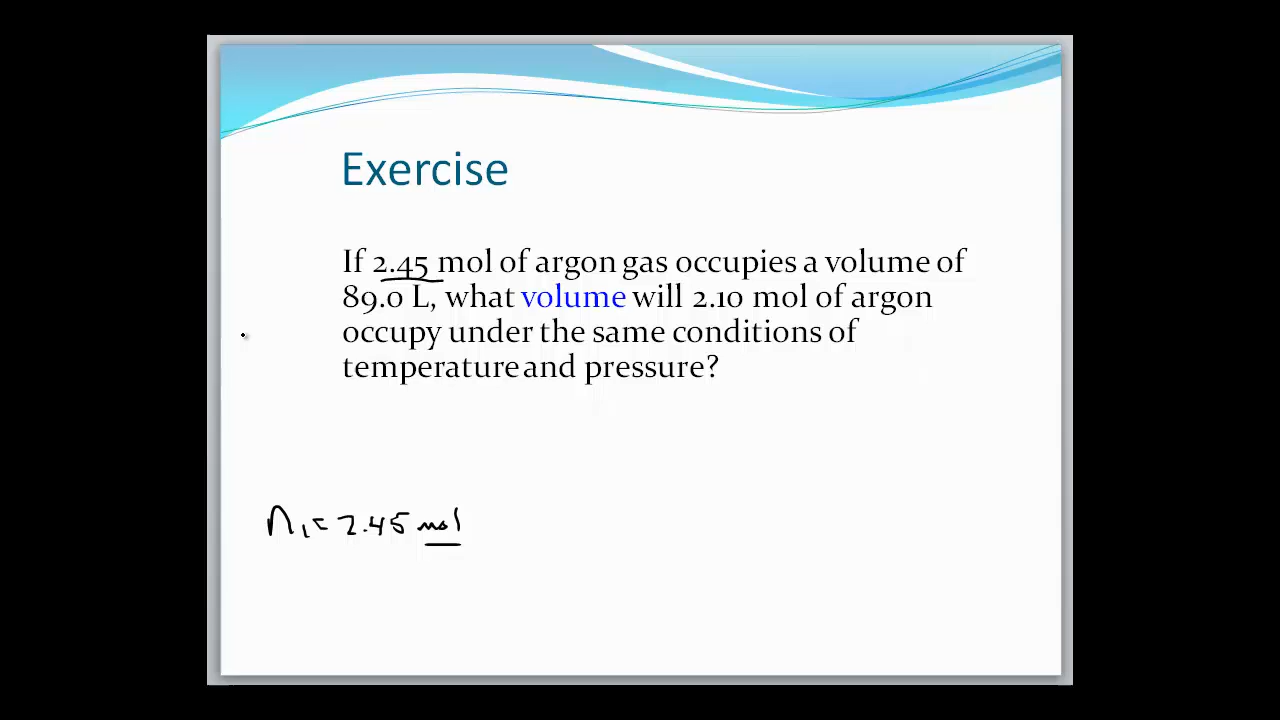 Exercise
If 2.45 mol of argon gas occupies a volume of
89.0 L, what volume will 2.10 mol of argon
occupy under the same conditions of
temperature and pressure?
n₁ = 2.45 mol